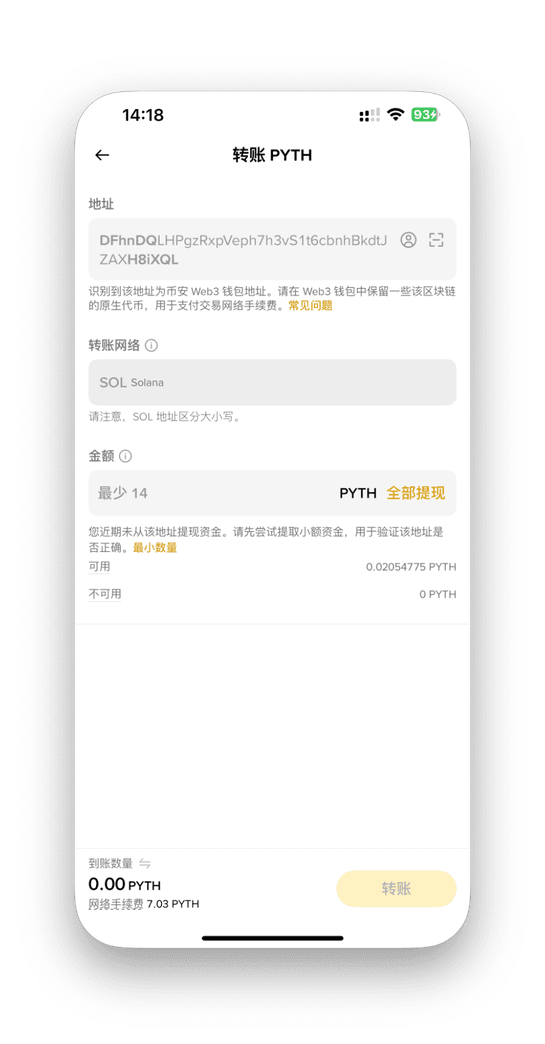 14:18
93
转账 PYTH
地址
DFhnDQLHPgzRxpVeph7h3vS1t6cbnhBkdtJ
ZAXH8iXQL
识别到该地址为币安 Web3 钱包地址。请在 Web3 钱包中保留一些该区块链
的原生代币，用于支付交易网络手续费。常见问题
转账网络
SOL Solana
请注意，SOL 地址区分大小写。
金额
最少 14 PYTH 全部提现
您近期未从该地址提现资金。请先尝试提取小额资金，用于验证该地址是
否正确。最小数量
可用 0.02054775 PYTH
不可用 0 PYTH
到账数量
0.00 PYTH
网络手续费 7.03 PYTH
转账